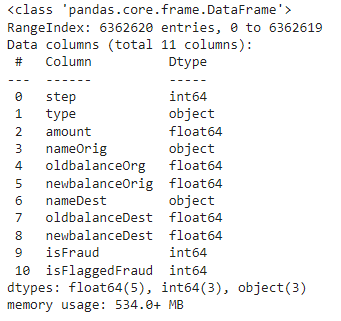 <class 'pandas.core.frame.DataFrame'>
RangeIndex: 6362620 entries, 0 to 6362619
Data columns (total 11 columns):
 #   Column          Dtype
---  ------          -----
 0   step            int64
 1   type            object
 2   amount          float64
 3   nameOrig        object
 4   oldbalanceOrg   float64
 5   newbalanceOrig  float64
 6   nameDest        object
 7   oldbalanceDest  float64
 8   newbalanceDest  float64
 9   isFraud         int64
 10  isFlaggedFraud  int64
dtypes: float64(5), int64(3), object(3)
memory usage: 534.0+ MB